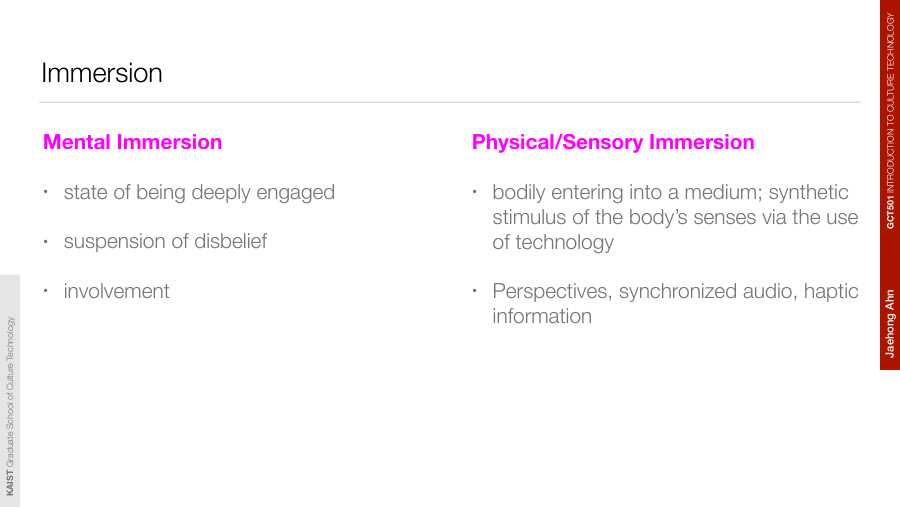 Immersion
Mental Immersion
· state of being deeply engaged
· suspension of disbelief
· involvement
Physical/Sensory Immersion
· bodily entering into a medium; synthetic
stimulus of the body’s senses via the use
of technology
· Perspectives, synchronized audio, haptic
information
GCT501 INTRODUCTION TO CULTURE TECHNOLOGY
Jaehong Ahn
KAIST Graduate School of Culture Technology